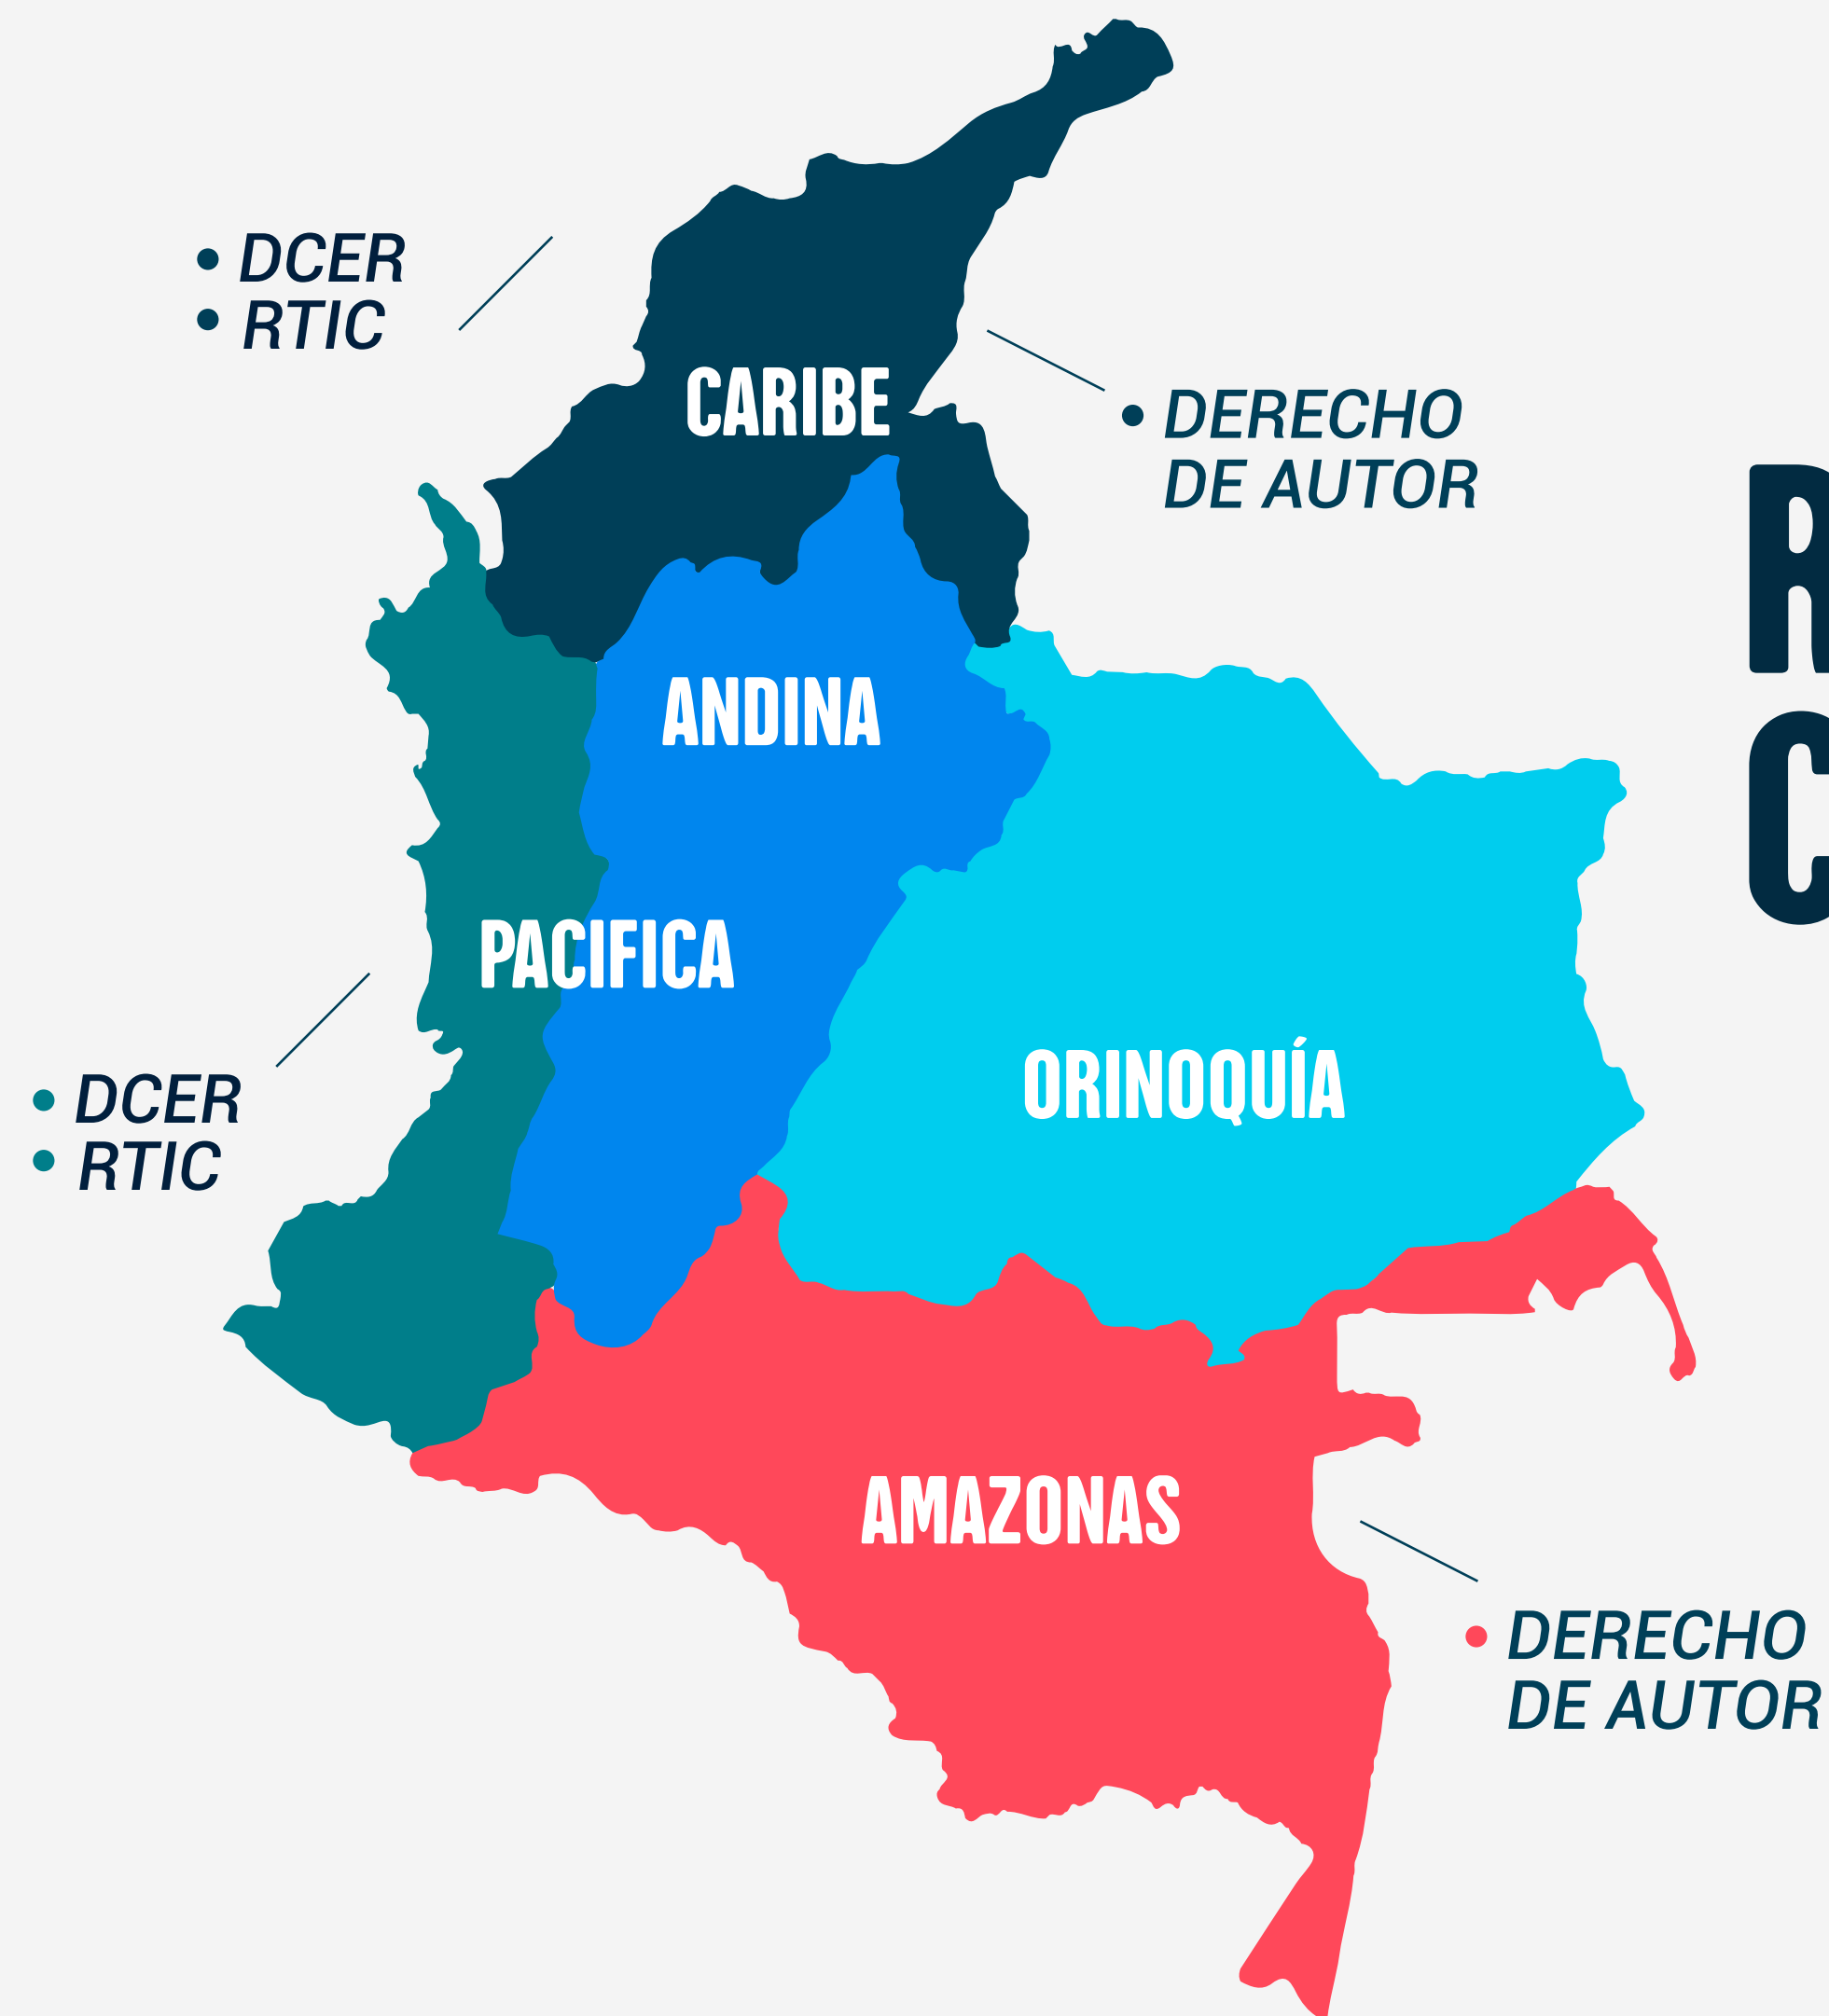 DCER
RTIC
CARIBE
DERECHO
DE AUTOR
ANDINA
PACIFICA
ORINOQUÍA
DCER
RTIC
AMAZONAS
DERECHO
DE AUTOR
R
C